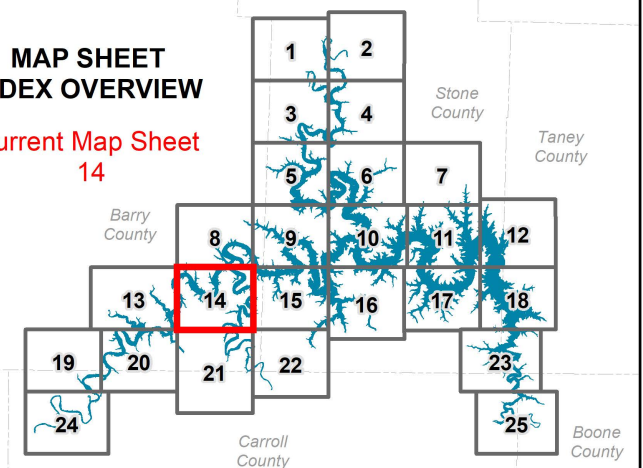 MAP SHEET
DEX OVERVIEW
urrent Map Sheet
14
1
2
3
4
Stone
County
Taney
County
5
6
7
Barry
County
8
9
10
11
12
13
14
15
16
17
18
19
20
21
22
23
24
25
Carroll
County
Boone
County